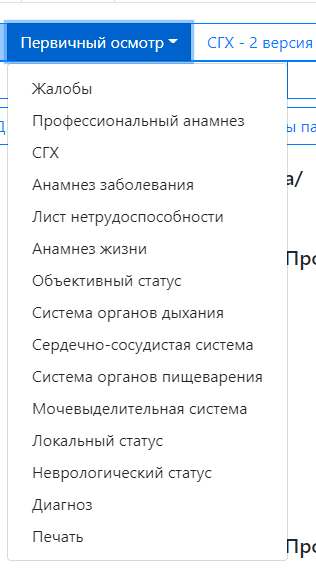 Первичный осмотр СГХ - 2 версия
Жалобы
Профессиональный анамнез
СГХ
Анамнез заболевания
Лист нетрудоспособности
Анамнез жизни
Объективный статус
Система органов дыхания
Сердечно-сосудистая система
Система органов пищеварения
Мочевыделительная система
Локальный статус
Неврологический статус
Диагноз
Печать
ы па
а/
Про
Про